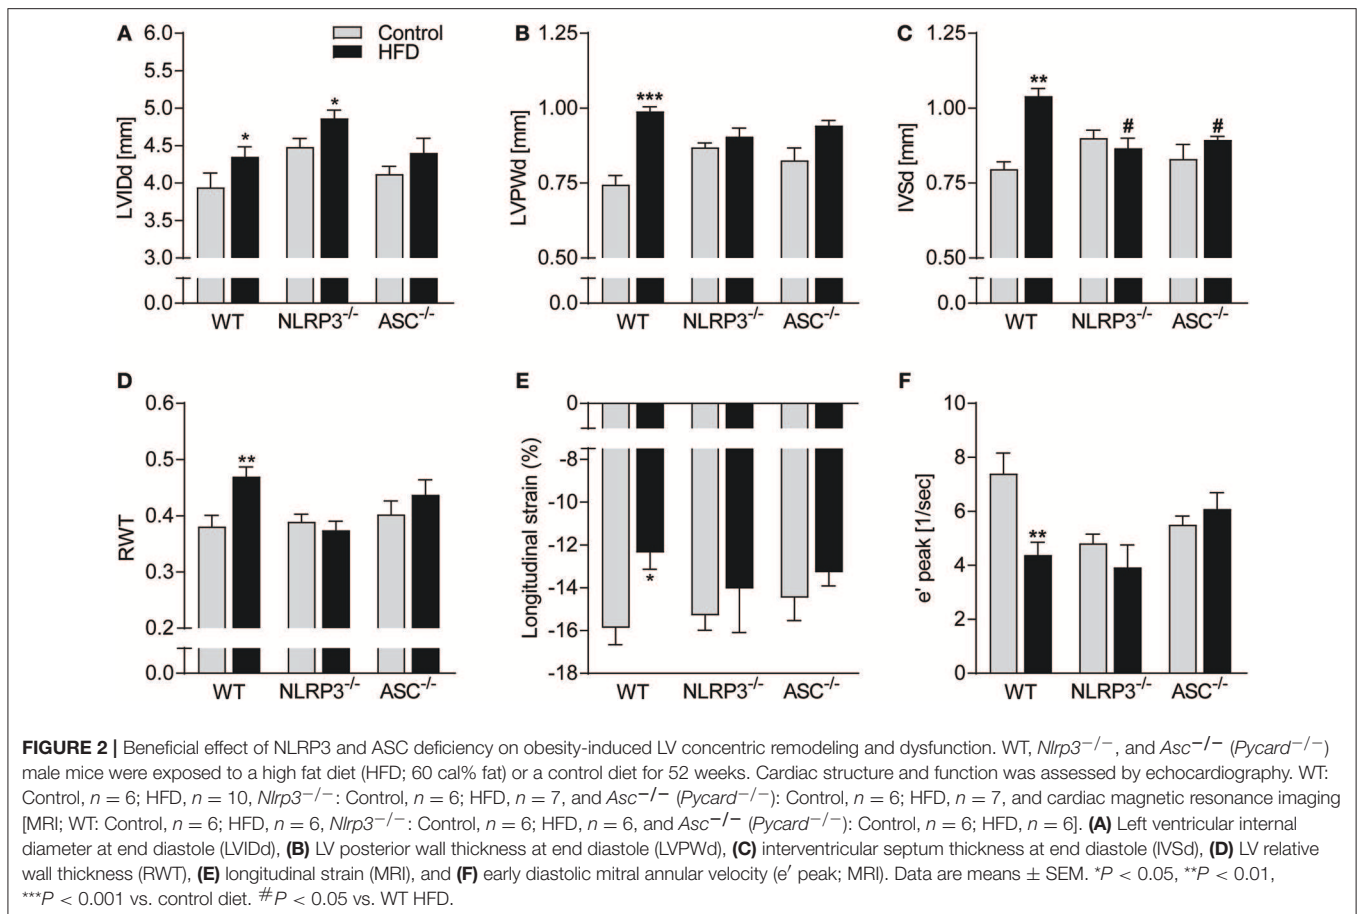 A
Control
HFD
LVIDd [mm]
6.0
5.5
5.0
4.5
4.0
3.5
3.0
0.0
*
*
WT
NLRP3-/-
ASC-/-
B
LVPWd [mm]
1.25
1.00
0.75
0.50
0.0
***
WT
NLRP3-/-
ASC-/-
C
IVSd [mm]
1.25
1.00
0.75
0.50
0.0
**
#
#
WT
NLRP3-/-
ASC-/-
D
RWT
0.6
0.5
0.4
0.3
0.2
0.0
**
WT
NLRP3-/-
ASC-/-
E
Longitudinal strain (%)
0
-8
-10
-12
-14
-16
-18
*
WT
NLRP3-/-
ASC-/-
F
e' peak [1/sec]
10
8
6
4
2
0
**
WT
NLRP3-/-
ASC-/-
FIGURE 2 | Beneficial effect of NLRP3 and ASC deficiency on obesity-induced LV concentric remodeling and dysfunction. WT, Nlrp3−/−, and Asc−/− (Pycard−/−)
male mice were exposed to a high fat diet (HFD; 60 cal% fat) or a control diet for 52 weeks. Cardiac structure and function was assessed by echocardiography. WT:
Control, n = 6; HFD, n = 10, Nlrp3−/−: Control, n = 6; HFD, n = 7, and Asc−/− (Pycard−/−): Control, n = 6; HFD, n = 7, and cardiac magnetic resonance imaging
[MRI; WT: Control, n = 6; HFD, n = 6, Nlrp3−/−: Control, n = 6; HFD, n = 6, and Asc−/− (Pycard−/−): Control, n = 6; HFD, n = 6]. (A) Left ventricular internal
diameter at end diastole (LVIDd), (B) LV posterior wall thickness at end diastole (LVPWd), (C) interventricular septum thickness at end diastole (IVSd), (D) LV relative
wall thickness (RWT), (E) longitudinal strain (MRI), and (F) early diastolic mitral annular velocity (e′ peak; MRI). Data are means ± SEM. *P < 0.05, **P < 0.01,
***P < 0.001 vs. control diet. #P < 0.05 vs. WT HFD.